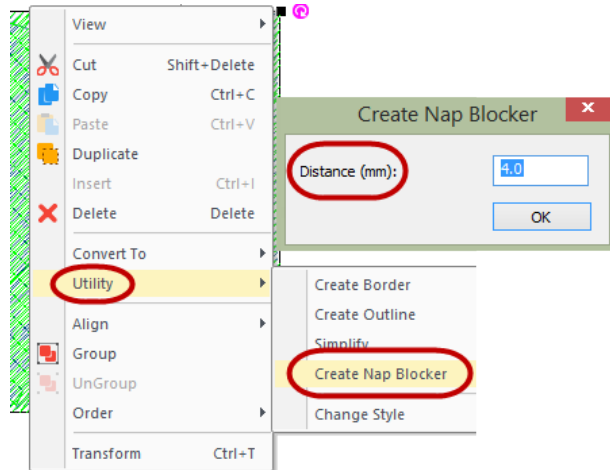 View
Cut Shift+Delete
Copy Ctrl+C
Paste Ctrl+V
Duplicate
Insert Ctrl+I
Delete Delete
Convert To
Utility
Align
Group
UnGroup
Order
Transform Ctrl+T
Create Nap Blocker
Distance (mm): 4.0
OK
Create Border
Create Outline
Simplify
Create Nap Blocker
Change Style